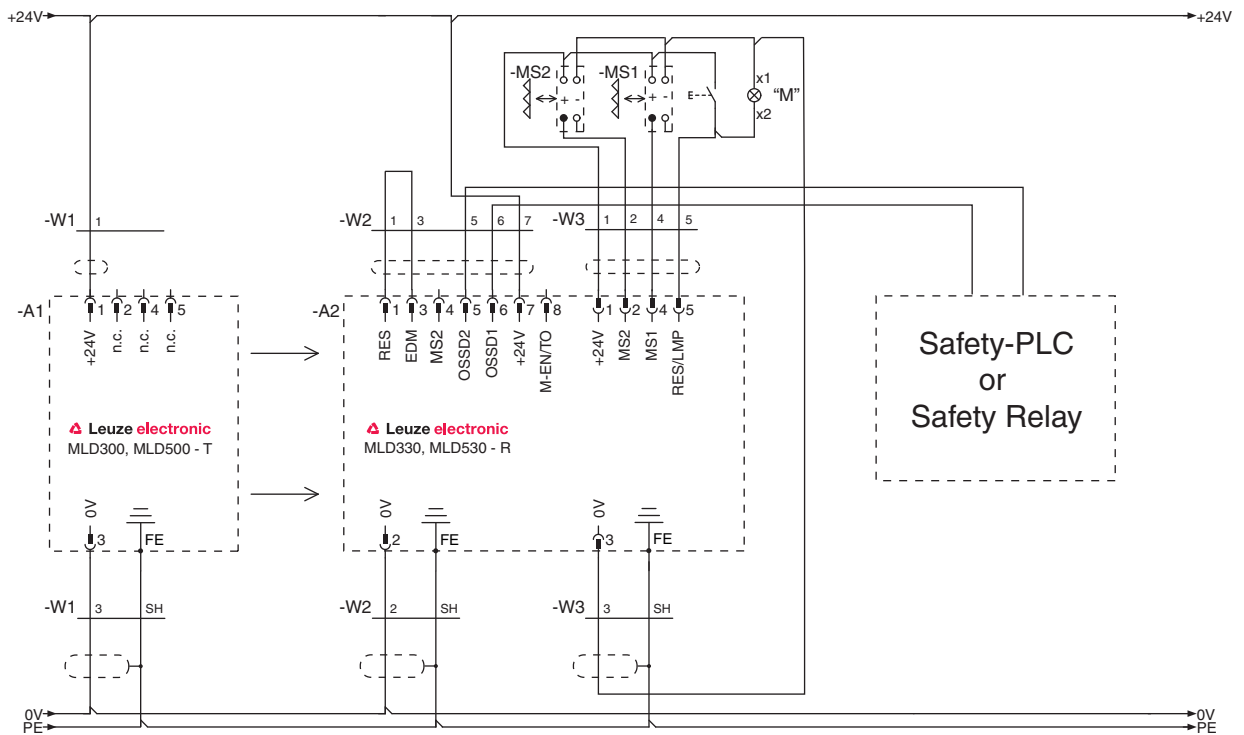 +24V +24V
-MS2 -MS1 x1 "M"
+ - + - E x2
-W1 1 -W2 1 3 5 6 7 -W3 1 2 4 5
-A1 1 2 4 5 -A2 1 3 4 5 6 7 8 1 2 4 5
+24V n.c. n.c. n.c. RES EDM MS2 OSSD2 OSSD1 +24V M-EN/TO +24V MS2 MS1 RES/LMP
Safety-PLC
or
Safety Relay
Leuze electronic
MLD300, MLD500 - T
Leuze electronic
MLD330, MLD530 - R
0V 0V 0V
3 FE 2 FE 3 FE
-W1 3 SH -W2 2 SH -W3 3 SH
0V 0V
PE PE